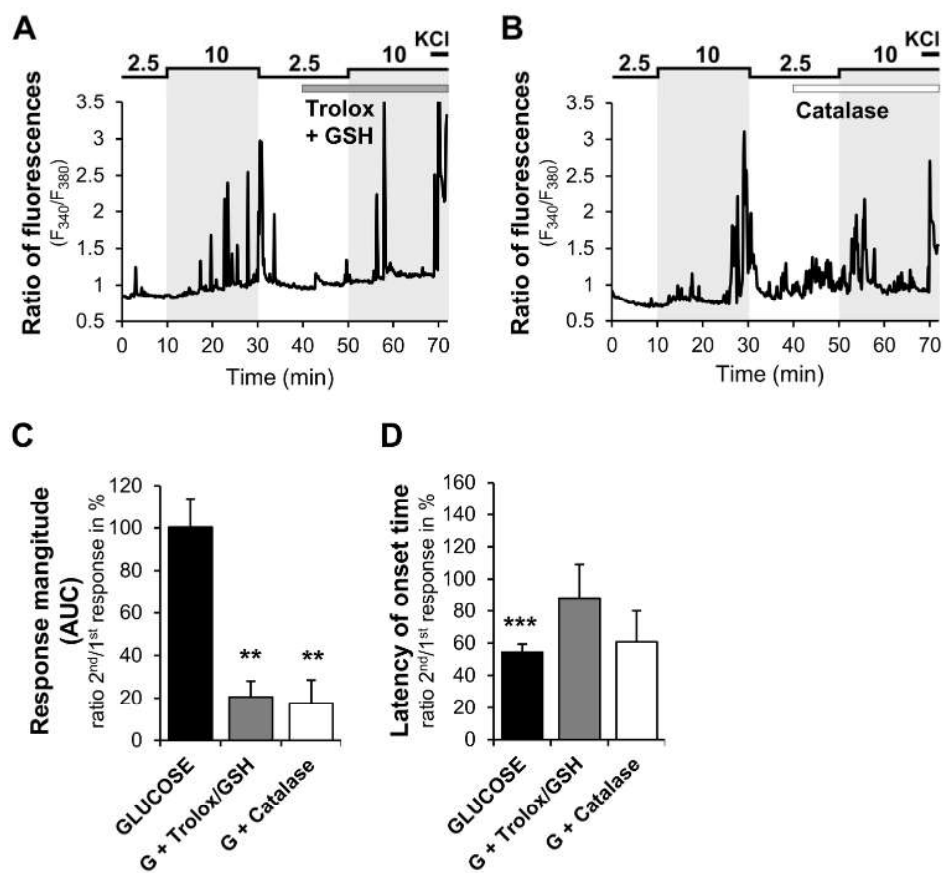 A
KCl
2.5 10 2.5 10
Ratio of fluorescences
(F340/F380)
3.5
3
2.5
2
1.5
1
0.5
Trolox
+ GSH
0 10 20 30 40 50 60 70
Time (min)
B
KCl
2.5 10 2.5 10
Ratio of fluorescences
(F340/F380)
3.5
3
2.5
2
1.5
1
0.5
Catalase
0 10 20 30 40 50 60 70
Time (min)
C
Response mangitude
(AUC)
ratio 2nd/1st response in %
120
100
80
60
40
20
0
** **
GLUCOSE
G + Trolox/GSH
G + Catalase
D
Latency of onset time
ratio 2nd/1st response in %
160
140
120
100
80
60
40
20
0
***
GLUCOSE
G + Trolox/GSH
G + Catalase